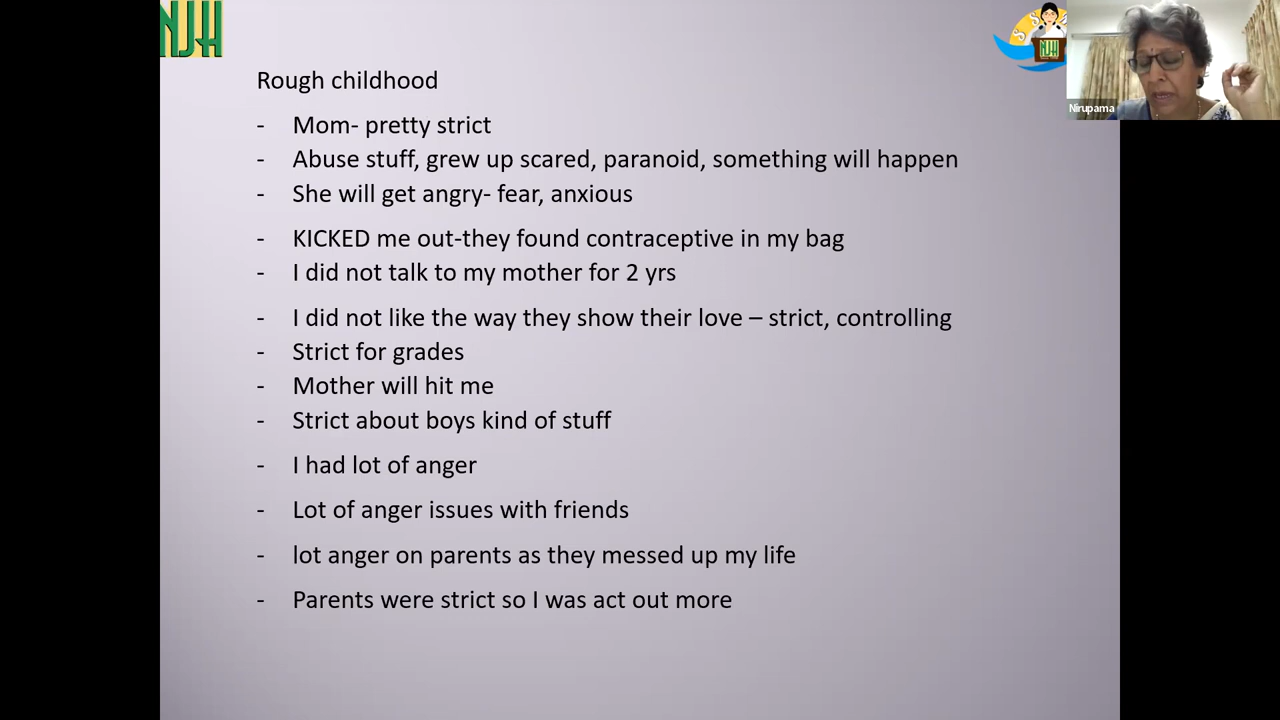 NJH
NJH
Nirupama
Rough childhood
- Mom- pretty strict
- Abuse stuff, grew up scared, paranoid, something will happen
- She will get angry- fear, anxious
- KICKED me out-they found contraceptive in my bag
- I did not talk to my mother for 2 yrs
- I did not like the way they show their love – strict, controlling
- Strict for grades
- Mother will hit me
- Strict about boys kind of stuff
- I had lot of anger
- Lot of anger issues with friends
- lot anger on parents as they messed up my life
- Parents were strict so I was act out more